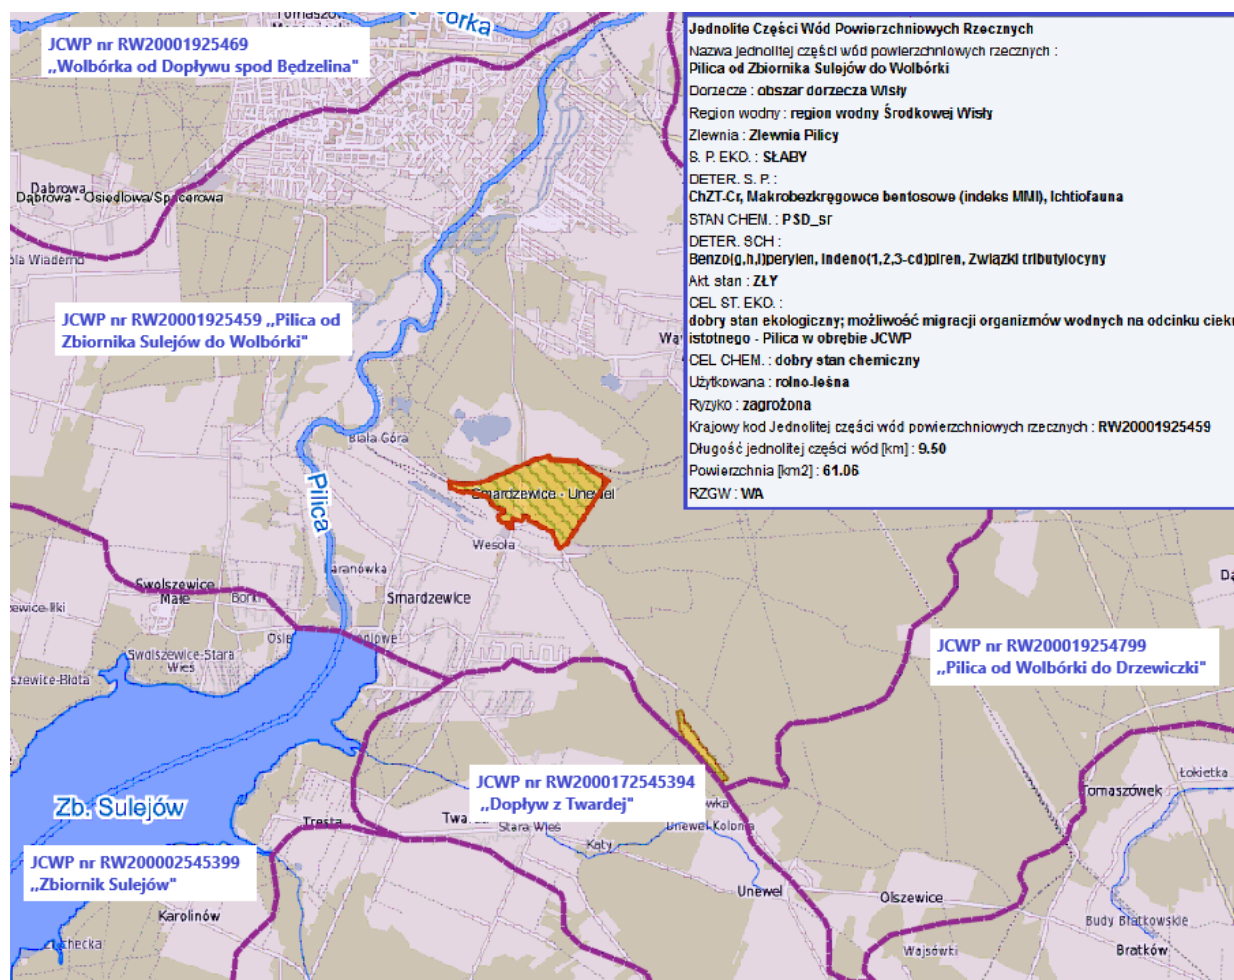 Tomaszów
Wolbórka
JCWP nr RW20001925469
,,Wolbórka od Dopływu spod Będzelina"
Dąbrowa
Dąbrowa - Osiedlowa/Spacerowa
Wiaderno
JCWP nr RW20001925459 ,,Pilica od
Zbiornika Sulejów do Wolbórki"
Biała Góra
Pilica
Smardzewice - Unewel
Wesoła
Swolszewice
Małe
Borki
Smardzewice
Swolszewice-Stara
Wieś
JCWP nr RW200019254799
,,Pilica od Wolbórki do Drzewiczki"
JCWP nr RW2000172545394
,,Dopływ z Twardej"
Zb. Sulejów
Tresta
Stara Wieś
Unewel-Kolonia
Łokietka
Tomaszówek
Kąty
JCWP nr RW200002545399
,,Zbiornik Sulejów"
Karolinów
Unewel
Olszewice
Budy Białkowskie
Wajsówki
Bratków
Jednolite Części Wód Powierzchniowych Rzecznych
Nazwa jednolitej części wód powierzchniowych rzecznych :
Pilica od Zbiornika Sulejów do Wolbórki
Dorzecze : obszar dorzecza Wisły
Region wodny : region wodny Środkowej Wisły
Zlewnia : Zlewnia Pilicy
S. P. EKO. : SŁABY
DETER. S. P. :
ChZT-Cr, Makrobezkręgowce bentosowe (indeks MMI), Ichtiofauna
STAN CHEM. : PSD_sr
DETER. SCH :
Benzo(g,h,i)perylen, Indeno(1,2,3-cd)piren, Związki tributylocyny
Akt. stan : ZŁY
CEL ST. EKO. :
dobry stan ekologiczny; możliwość migracji organizmów wodnych na odcinku ciek
istotnego - Pilica w obrębie JCWP
CEL CHEM. : dobry stan chemiczny
Użytkowana : rolno-leśna
Ryzyko : zagrożona
Krajowy kod Jednolitej części wód powierzchniowych rzecznych : RW20001925459
Długość jednolitej części wód [km] : 9.50
Powierzchnia [km2] : 61.06
RZGW : WA